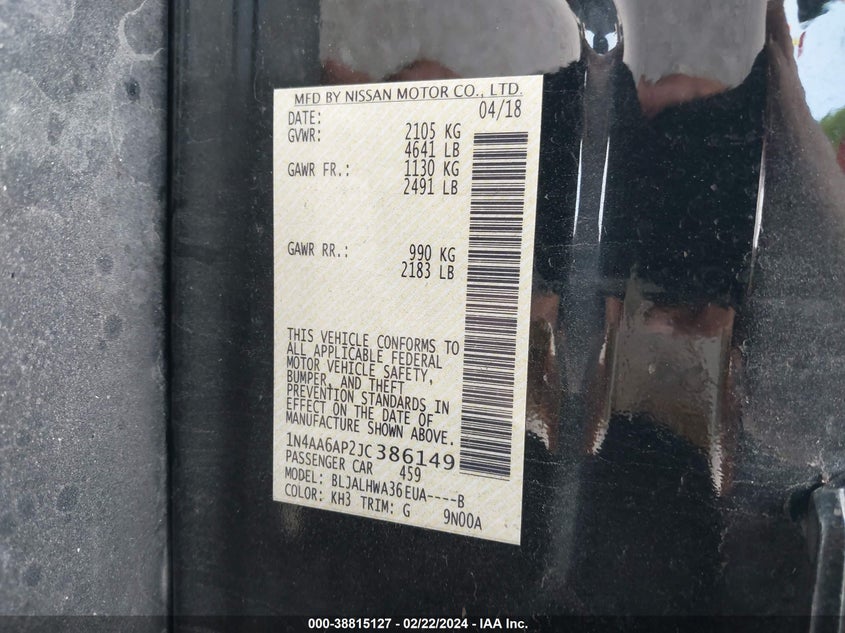 MFD BY NISSAN MOTOR CO., LTD.
DATE: 04/18
GVWR: 2105 KG
4641 LB
GAWR FR.: 1130 KG
2491 LB
GAWR RR.: 990 KG
2183 LB
THIS VEHICLE CONFORMS TO
ALL APPLICABLE FEDERAL
MOTOR VEHICLE SAFETY,
BUMPER, AND THEFT
PREVENTION STANDARDS IN
EFFECT ON THE DATE OF
MANUFACTURE SHOWN ABOVE.
1N4AA6AP2JC386149
PASSENGER CAR 459
MODEL: BLJALHWA36EUA----B
COLOR: KH3 TRIM: G 9N00A
000-38815127 - 02/22/2024 - IAA Inc.